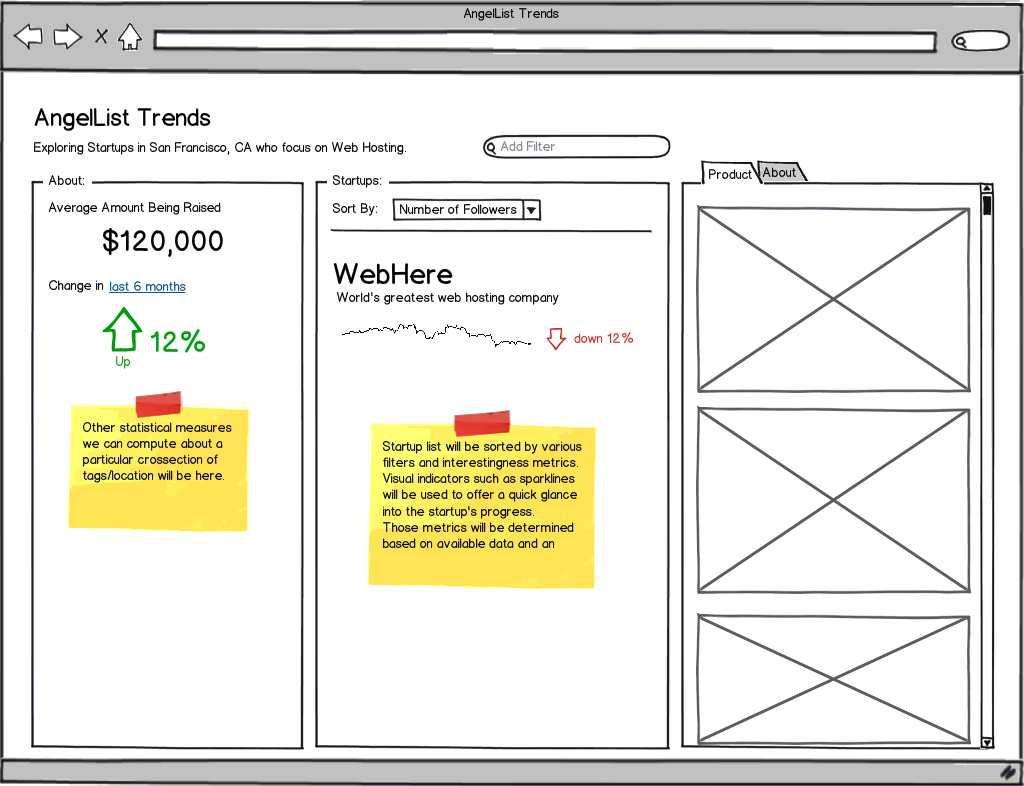 AngelList Trends
AngelList Trends
Exploring Startups in San Francisco, CA who focus on Web Hosting.
Add Filter
About:
Average Amount Being Raised
$120,000
Change in last 6 months
12%
Up
Other statistical measures
we can compute about a
particular crossection of
tags/location will be here.
Startups:
Sort By:
Number of Followers
WebHere
World's greatest web hosting company
down 12%
Startup list will be sorted by various
filters and interestingness metrics.
Visual indicators such as sparklines
will be used to offer a quick glance
into the startup's progress.
Those metrics will be determined
based on available data and an
Product
About